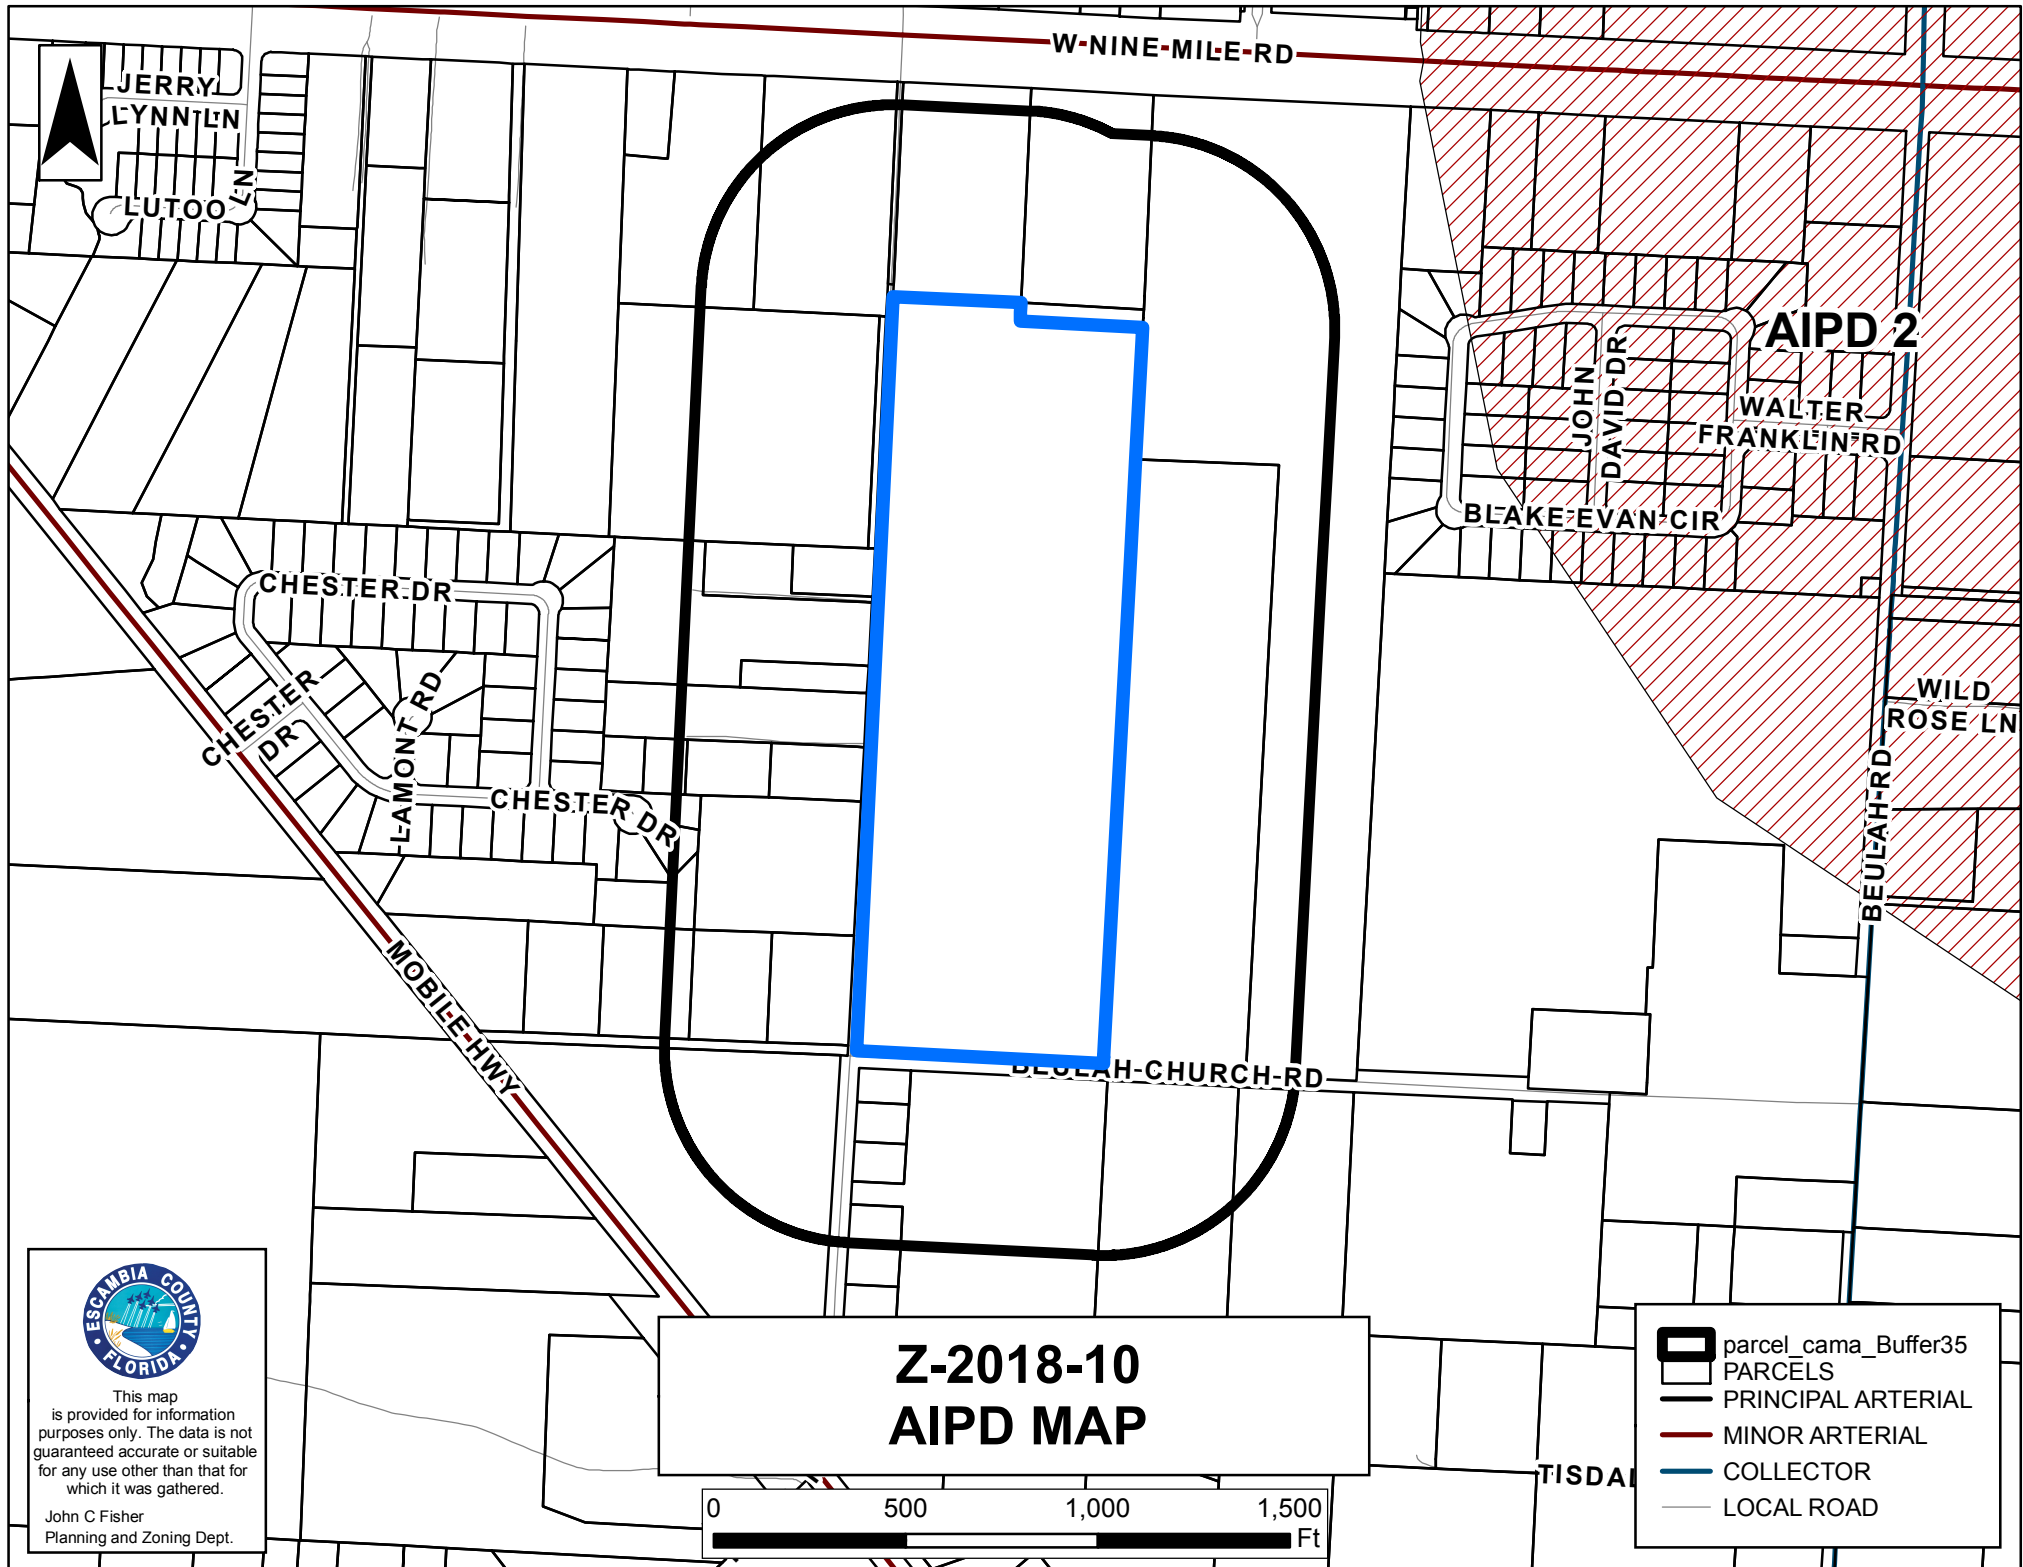 W NINE MILE RD
JERRY
LYNN LN
LUTOO LN
AIPD 2
JOHN
DAVID DR
WALTER
FRANKLIN RD
BLAKE EVAN CIR
CHESTER DR
CHESTER
DR
LAMONT RD
CHESTER DR
WILD
ROSE LN
BEULAH RD
MOBILE HWY
BEULAH CHURCH RD
ESCAMBIA COUNTY
FLORIDA
This map
is provided for information
purposes only. The data is not
guaranteed accurate or suitable
for any use other than that for
which it was gathered.
John C Fisher
Planning and Zoning Dept.
Z-2018-10
AIPD MAP
0 500 1,000 1,500
Ft
TISDAL
parcel_cama_Buffer35
PARCELS
PRINCIPAL ARTERIAL
MINOR ARTERIAL
COLLECTOR
LOCAL ROAD